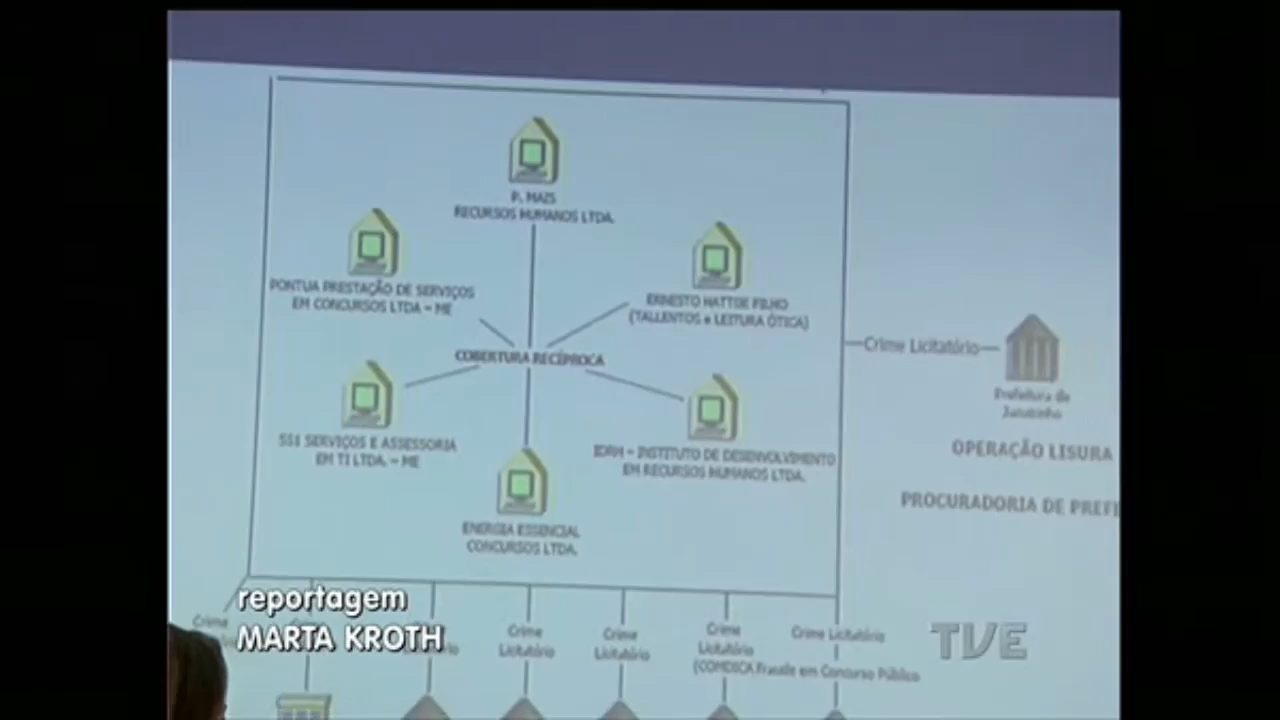 P. MAIS
RECURSOS HUMANOS LTDA.
PONTUA PRESTAÇÃO DE SERVIÇOS
EM CONCURSOS LTDA - ME
ERNESTO HATTGE FILHO
(TALLENTOS e LEITURA ÓTICA)
COBERTURA RECÍPROCA
Crime Licitatório
Prefeitura de
SERVIÇOS E ASSESSORIA
EM TI LTDA. - ME
IDRH - INSTITUTO DE DESENVOLVIMENTO
EM RECURSOS HUMANOS LTDA.
OPERAÇÃO LISURA
PROCURADORIA DE PREFE
ENERGIA ESSENCIAL
CONCURSOS LTDA.
reportagem
MARTA KROTH
Crime
Crime
Licitatório
Crime
Licitatório
Crime
Licitatório
Crime Licitatório
Fraude em Concurso Público
TVE